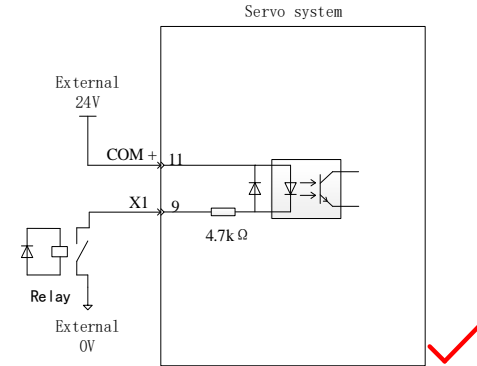 Servo system
External
24V
COM + 11
X1 9
4.7kΩ
Relay
External
0V